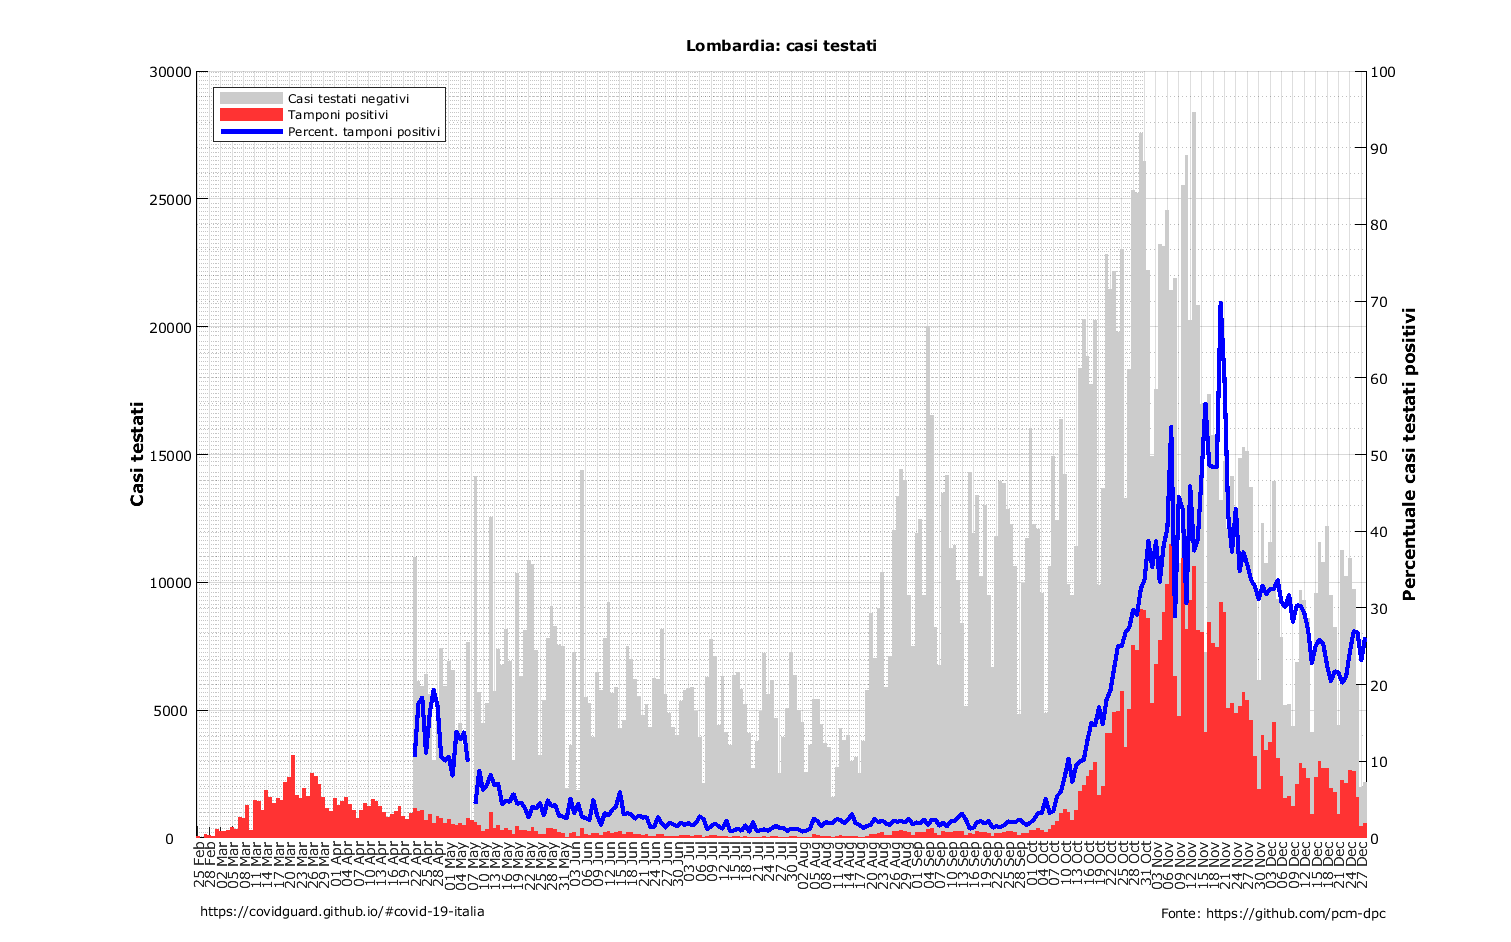 Lombardia: casi testati
Casi testati negativi
Tamponi positivi
Percent. tamponi positivi
Casi testati
30000
25000
20000
15000
10000
5000
0
100
90
80
70
60
50
40
30
20
10
0
Percentuale casi testati positivi
25 Feb
28 Feb
02 Mar
05 Mar
08 Mar
11 Mar
14 Mar
17 Mar
20 Mar
23 Mar
26 Mar
29 Mar
01 Apr
04 Apr
07 Apr
10 Apr
13 Apr
16 Apr
19 Apr
22 Apr
25 Apr
28 Apr
01 May
04 May
07 May
10 May
13 May
16 May
19 May
22 May
25 May
28 May
31 May
03 Jun
06 Jun
09 Jun
12 Jun
15 Jun
18 Jun
21 Jun
24 Jun
27 Jun
30 Jun
03 Jul
06 Jul
09 Jul
12 Jul
15 Jul
18 Jul
21 Jul
24 Jul
27 Jul
30 Jul
02 Aug
05 Aug
08 Aug
11 Aug
14 Aug
17 Aug
20 Aug
23 Aug
26 Aug
29 Aug
01 Sep
04 Sep
07 Sep
10 Sep
13 Sep
16 Sep
19 Sep
22 Sep
25 Sep
28 Sep
01 Oct
04 Oct
07 Oct
10 Oct
13 Oct
16 Oct
19 Oct
22 Oct
25 Oct
28 Oct
31 Oct
03 Nov
06 Nov
09 Nov
12 Nov
15 Nov
18 Nov
21 Nov
24 Nov
27 Nov
30 Nov
03 Dec
06 Dec
09 Dec
12 Dec
15 Dec
18 Dec
21 Dec
24 Dec
27 Dec
https://covidguard.github.io/#covid-19-italia
Fonte: https://github.com/pcm-dpc